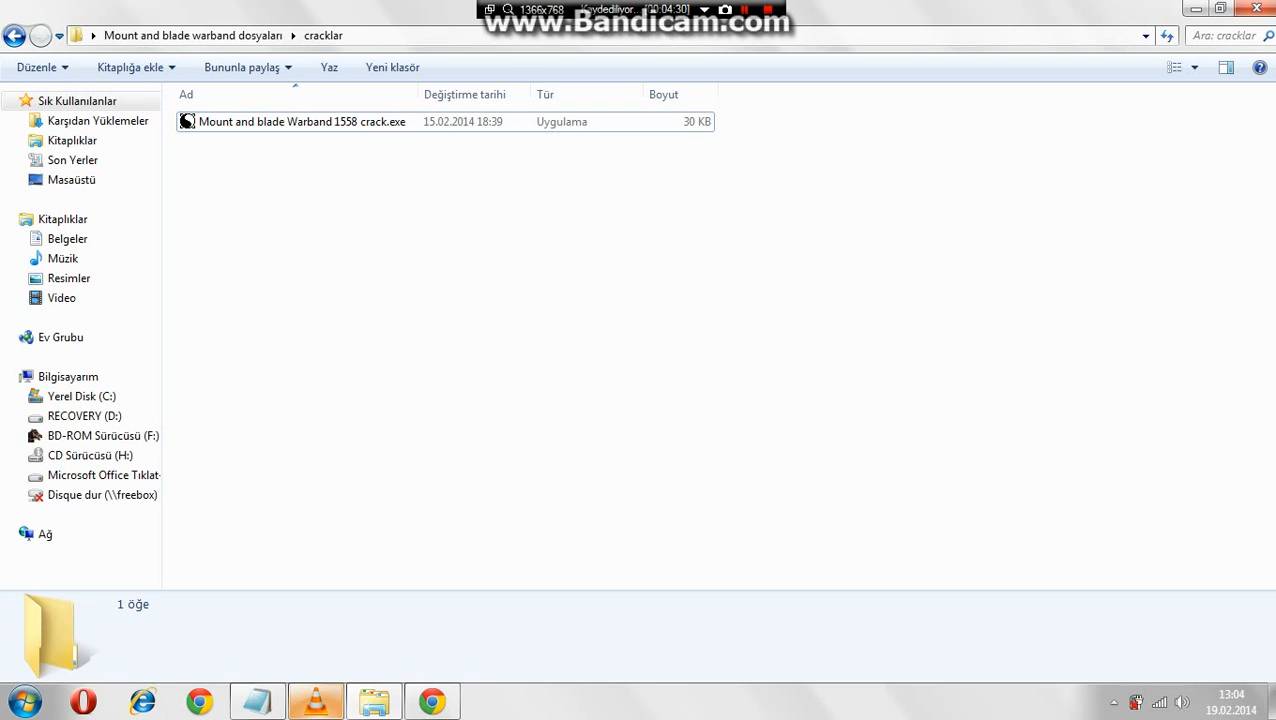 1366x768 Kaydediliyor... [00:04:30]
www.Bandicam.com
Mount and blade warband dosyaları cracklar
Ara: cracklar
Düzenle Kitaplığa ekle Bununla paylaş Yaz Yeni klasör
Ad Değiştirme tarihi Tür Boyut
Mount and blade Warband 1558 crack.exe 15.02.2014 18:39 Uygulama 30 KB
Sık Kullanılanlar
Karşıdan Yüklemeler
Kitaplıklar
Son Yerler
Masaüstü
Kitaplıklar
Belgeler
Müzik
Resimler
Video
Ev Grubu
Bilgisayarım
Yerel Disk (C:)
RECOVERY (D:)
BD-ROM Sürücüsü (F:)
CD Sürücüsü (H:)
Microsoft Office Tıklat-
Disque dur (\\freebox)
Ağ
1 öğe
13:04
19.02.2014